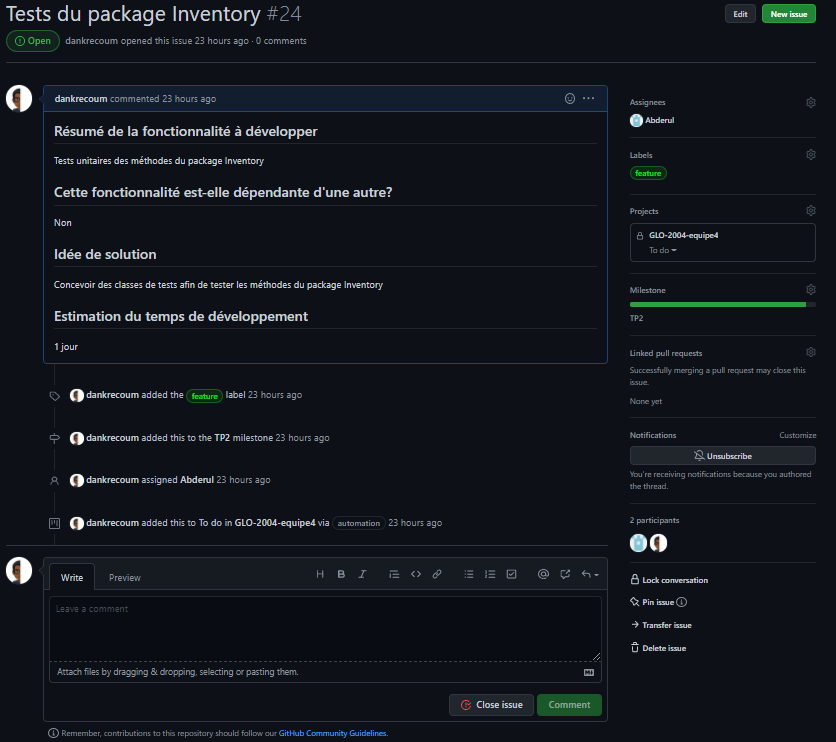 Tests du package Inventory #24
Edit
New issue
Open
dankrecoum opened this issue 23 hours ago · 0 comments
dankrecoum commented 23 hours ago
Résumé de la fonctionnalité à développer
Tests unitaires des méthodes du package Inventory
Cette fonctionnalité est-elle dépendante d'une autre?
Non
Idée de solution
Concevoir des classes de tests afin de tester les méthodes du package Inventory
Estimation du temps de développement
1 jour
dankrecoum added the feature label 23 hours ago
dankrecoum added this to the TP2 milestone 23 hours ago
dankrecoum assigned Abderul 23 hours ago
dankrecoum added this to To do in GLO-2004-equipe4 via automation 23 hours ago
Write
Preview
Leave a comment
Attach files by dragging & dropping, selecting or pasting them.
Close issue
Comment
Remember, contributions to this repository should follow our GitHub Community Guidelines.
Assignees
Abderul
Labels
feature
Projects
GLO-2004-equipe4
To do
Milestone
TP2
Linked pull requests
Successfully merging a pull request may close this
issue.
None yet
Notifications
Customize
Unsubscribe
You're receiving notifications because you authored
the thread.
2 participants
Lock conversation
Pin issue
Transfer issue
Delete issue